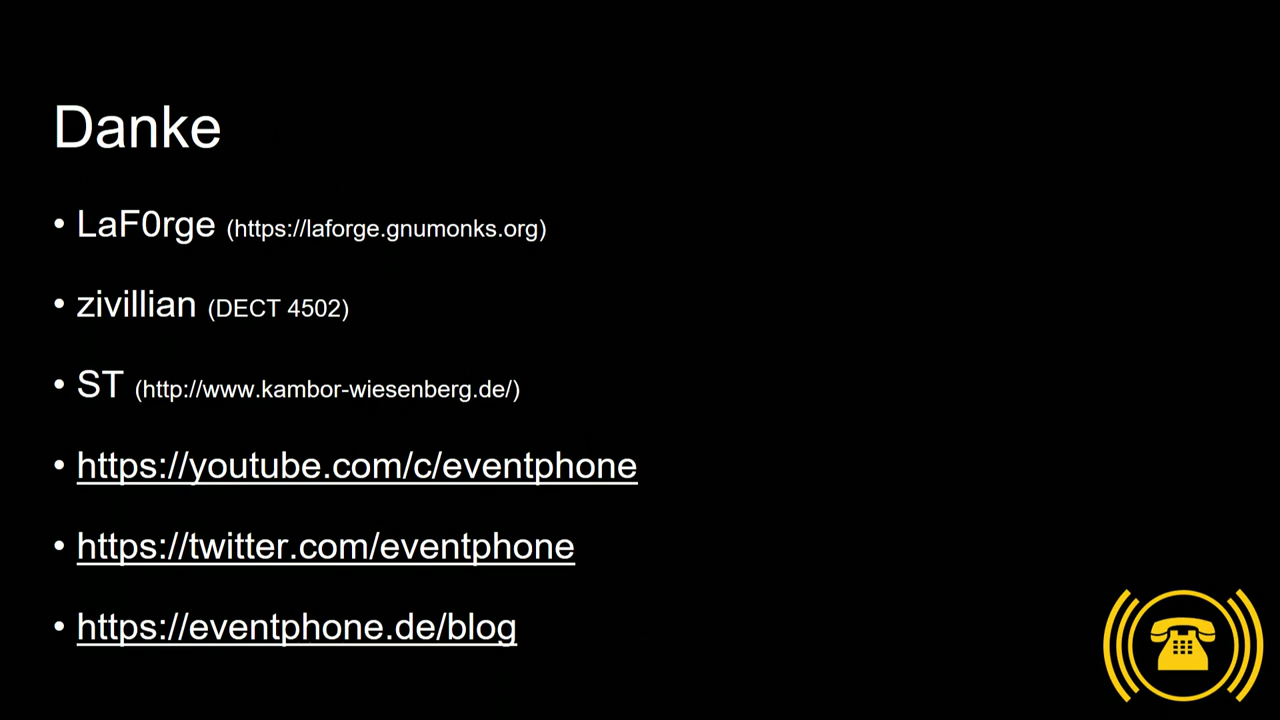 Danke
• LaF0rge (https://laforge.gnumonks.org)
• zivillian (DECT 4502)
• ST (http://www.kambor-wiesenberg.de/)
• https://youtube.com/c/eventphone
• https://twitter.com/eventphone
• https://eventphone.de/blog